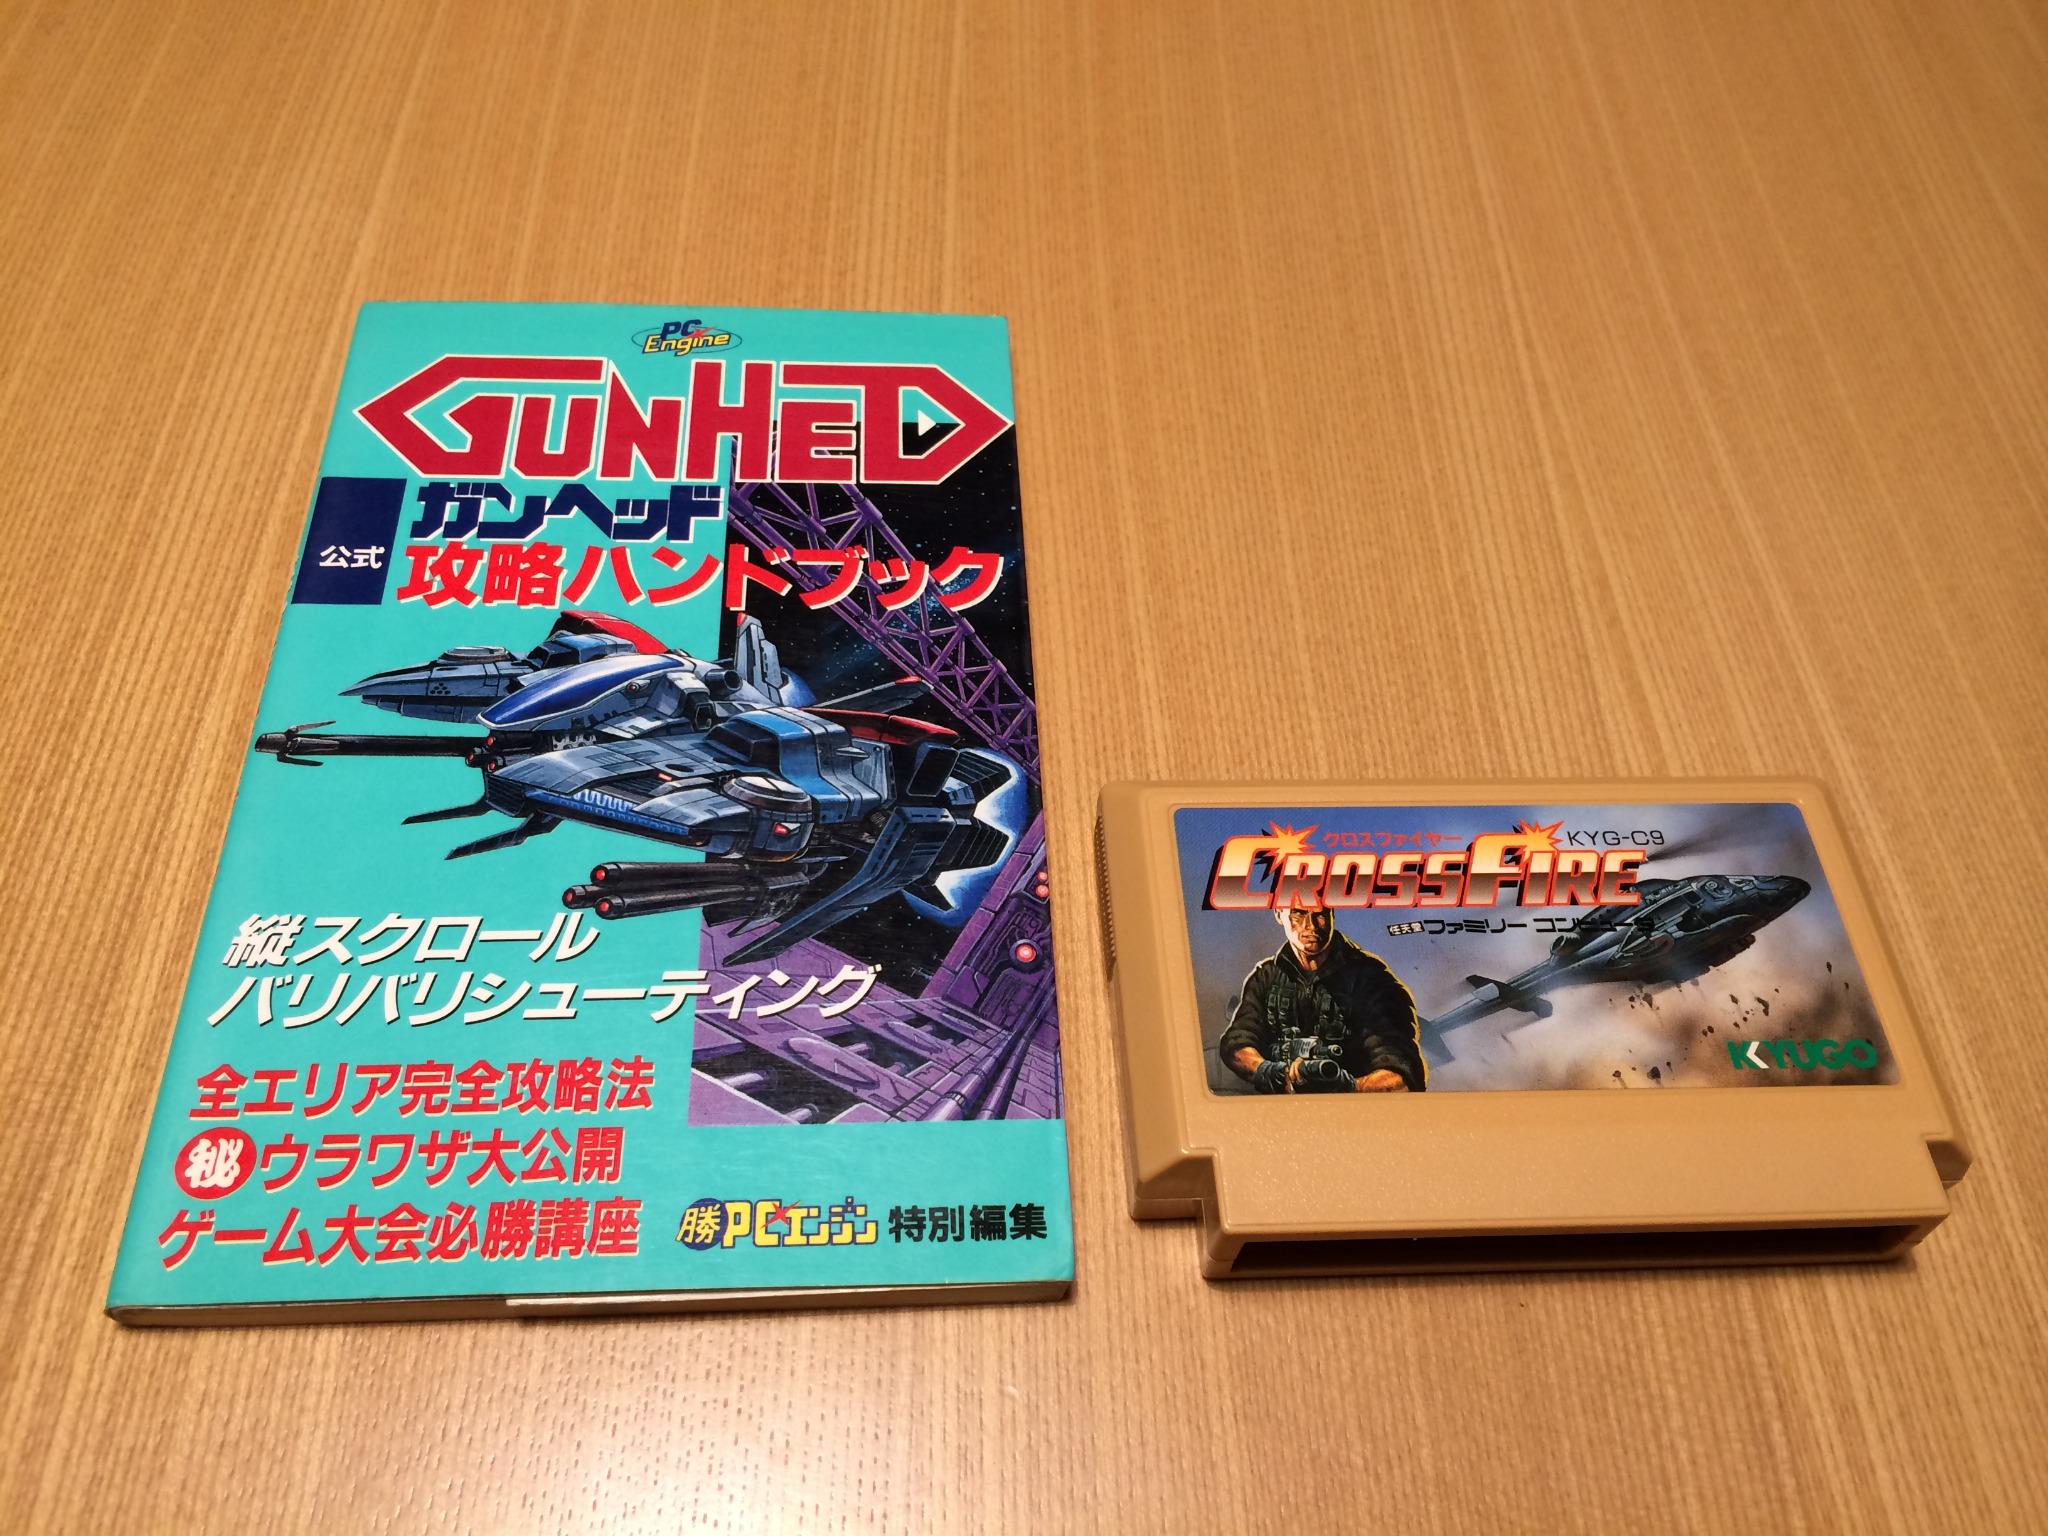 PC Engine
GUNHED
ガンヘッド
公式
攻略ハンドブック
縦スクロール
バリバリシューティング
全エリア完全攻略法
㊙ウラワザ大公開
ゲーム大会必勝講座
勝 PCエンジン 特別編集
クロスファイヤー
KYG-C9
CROSSFIRE
任天堂 ファミリー コンピュータ
KYUGO